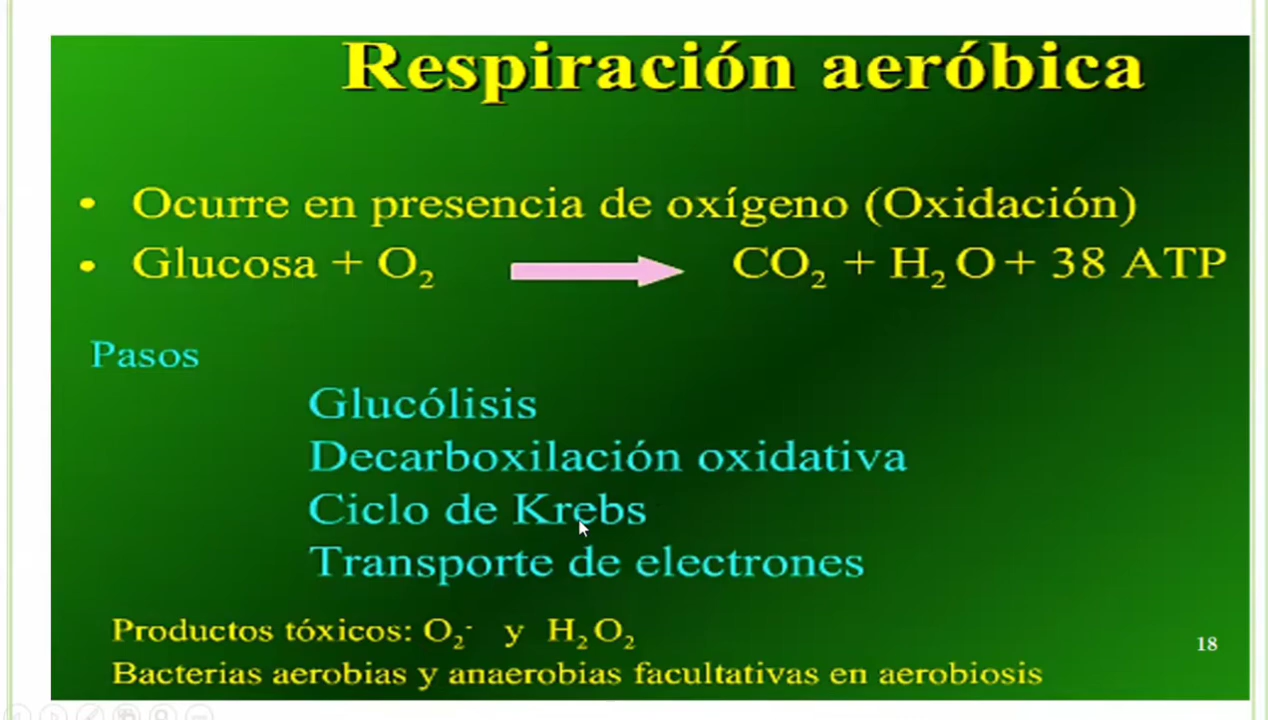 Respiración aeróbica
• Ocurre en presencia de oxígeno (Oxidación)
• Glucosa + O₂ → CO₂ + H₂O + 38 ATP
Pasos
Glucólisis
Decarboxilación oxidativa
Ciclo de Krebs
Transporte de electrones
Productos tóxicos: O₂⁻ y H₂O₂
18
Bacterias aerobias y anaerobias facultativas en aerobiosis